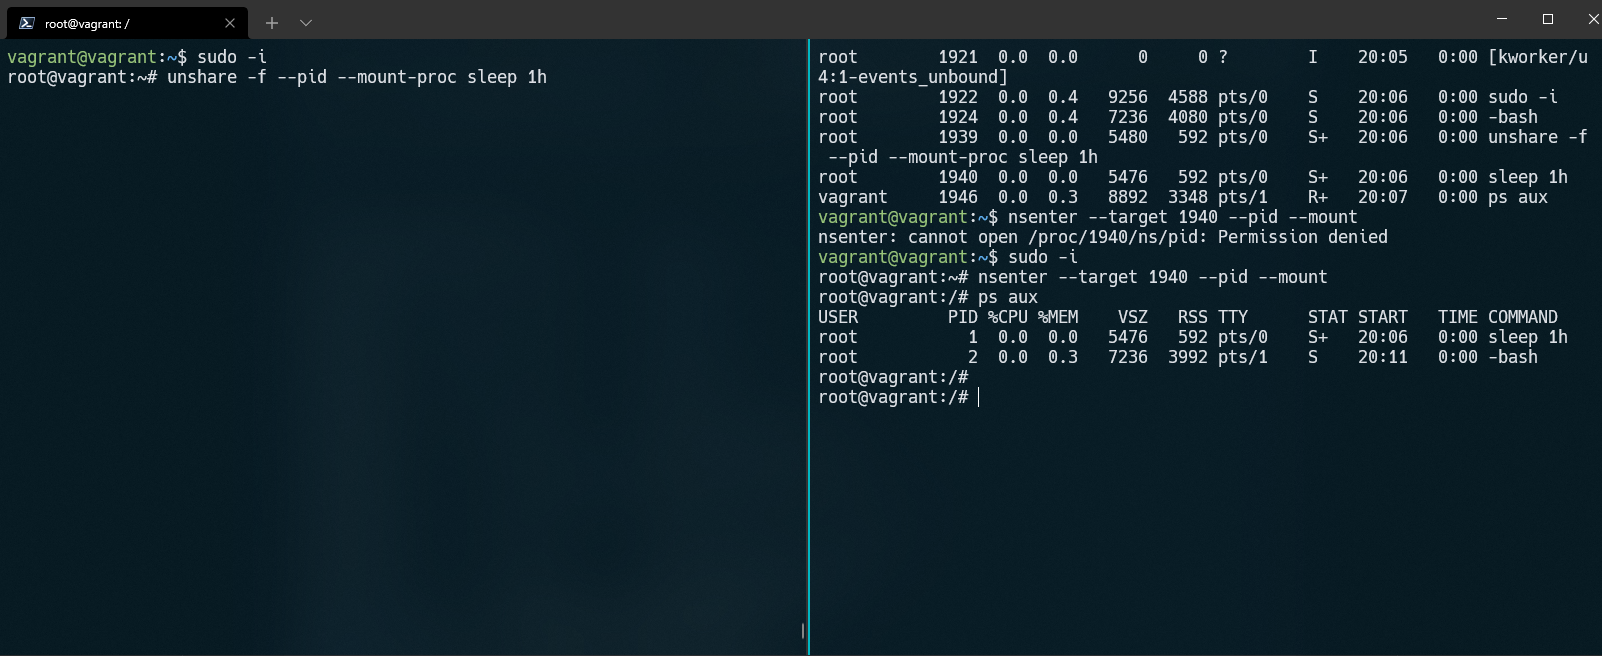 root@vagrant: /
vagrant@vagrant:~$ sudo -i
root@vagrant:~# unshare -f --pid --mount-proc sleep 1h
root        1921  0.0  0.0      0     0 ?        I    20:05   0:00 [kworker/u
4:1-events_unbound]
root        1922  0.0  0.4   9256  4588 pts/0    S    20:06   0:00 sudo -i
root        1924  0.0  0.4   7236  4080 pts/0    S    20:06   0:00 -bash
root        1939  0.0  0.0   5480   592 pts/0    S+   20:06   0:00 unshare -f
 --pid --mount-proc sleep 1h
root        1940  0.0  0.0   5476   592 pts/0    S+   20:06   0:00 sleep 1h
vagrant     1946  0.0  0.3   8892  3348 pts/1    R+   20:07   0:00 ps aux
vagrant@vagrant:~$ nsenter --target 1940 --pid --mount
nsenter: cannot open /proc/1940/ns/pid: Permission denied
vagrant@vagrant:~$ sudo -i
root@vagrant:~# nsenter --target 1940 --pid --mount
root@vagrant:/# ps aux
USER         PID %CPU %MEM    VSZ   RSS TTY      STAT START   TIME COMMAND
root           1  0.0  0.0   5476   592 pts/0    S+   20:06   0:00 sleep 1h
root           2  0.0  0.3   7236  3992 pts/1    S    20:11   0:00 -bash
root@vagrant:/#
root@vagrant:/#